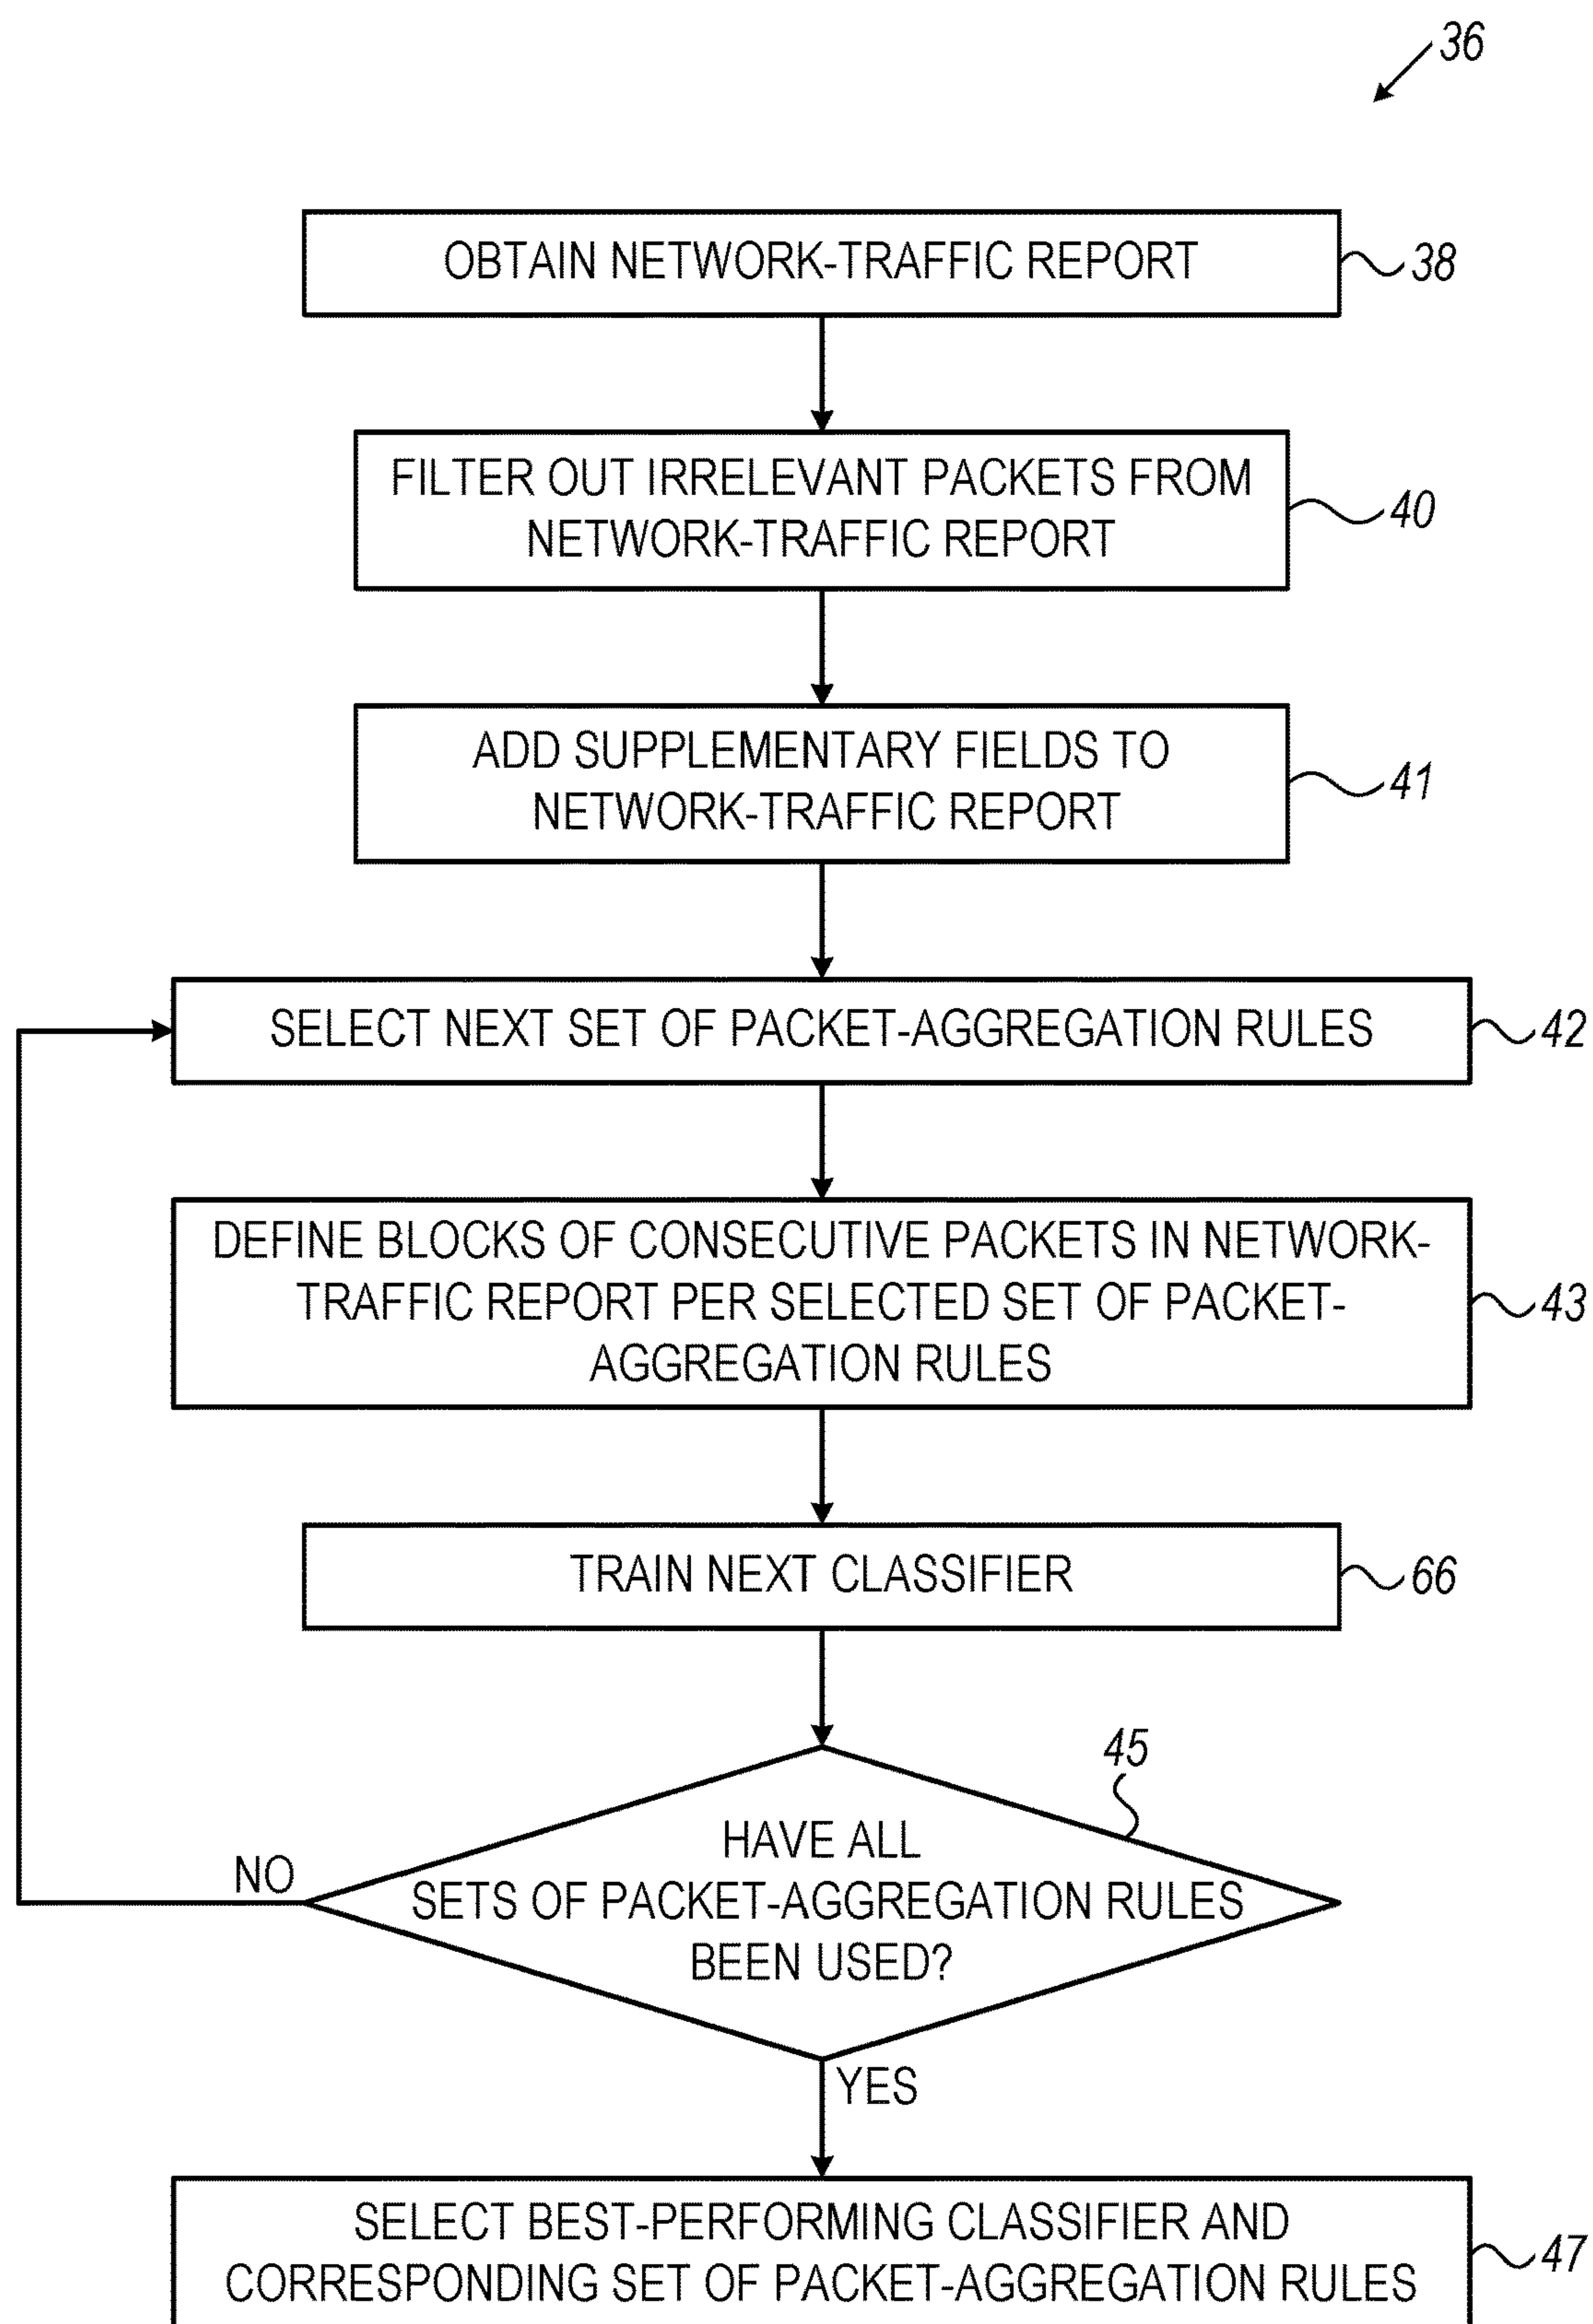 36
OBTAIN NETWORK-TRAFFIC REPORT
38
FILTER OUT IRRELEVANT PACKETS FROM
NETWORK-TRAFFIC REPORT
40
ADD SUPPLEMENTARY FIELDS TO
NETWORK-TRAFFIC REPORT
41
SELECT NEXT SET OF PACKET-AGGREGATION RULES
42
DEFINE BLOCKS OF CONSECUTIVE PACKETS IN NETWORK-
TRAFFIC REPORT PER SELECTED SET OF PACKET-
AGGREGATION RULES
43
TRAIN NEXT CLASSIFIER
66
45
HAVE ALL
SETS OF PACKET-AGGREGATION RULES
BEEN USED?
NO
YES
SELECT BEST-PERFORMING CLASSIFIER AND
CORRESPONDING SET OF PACKET-AGGREGATION RULES
47